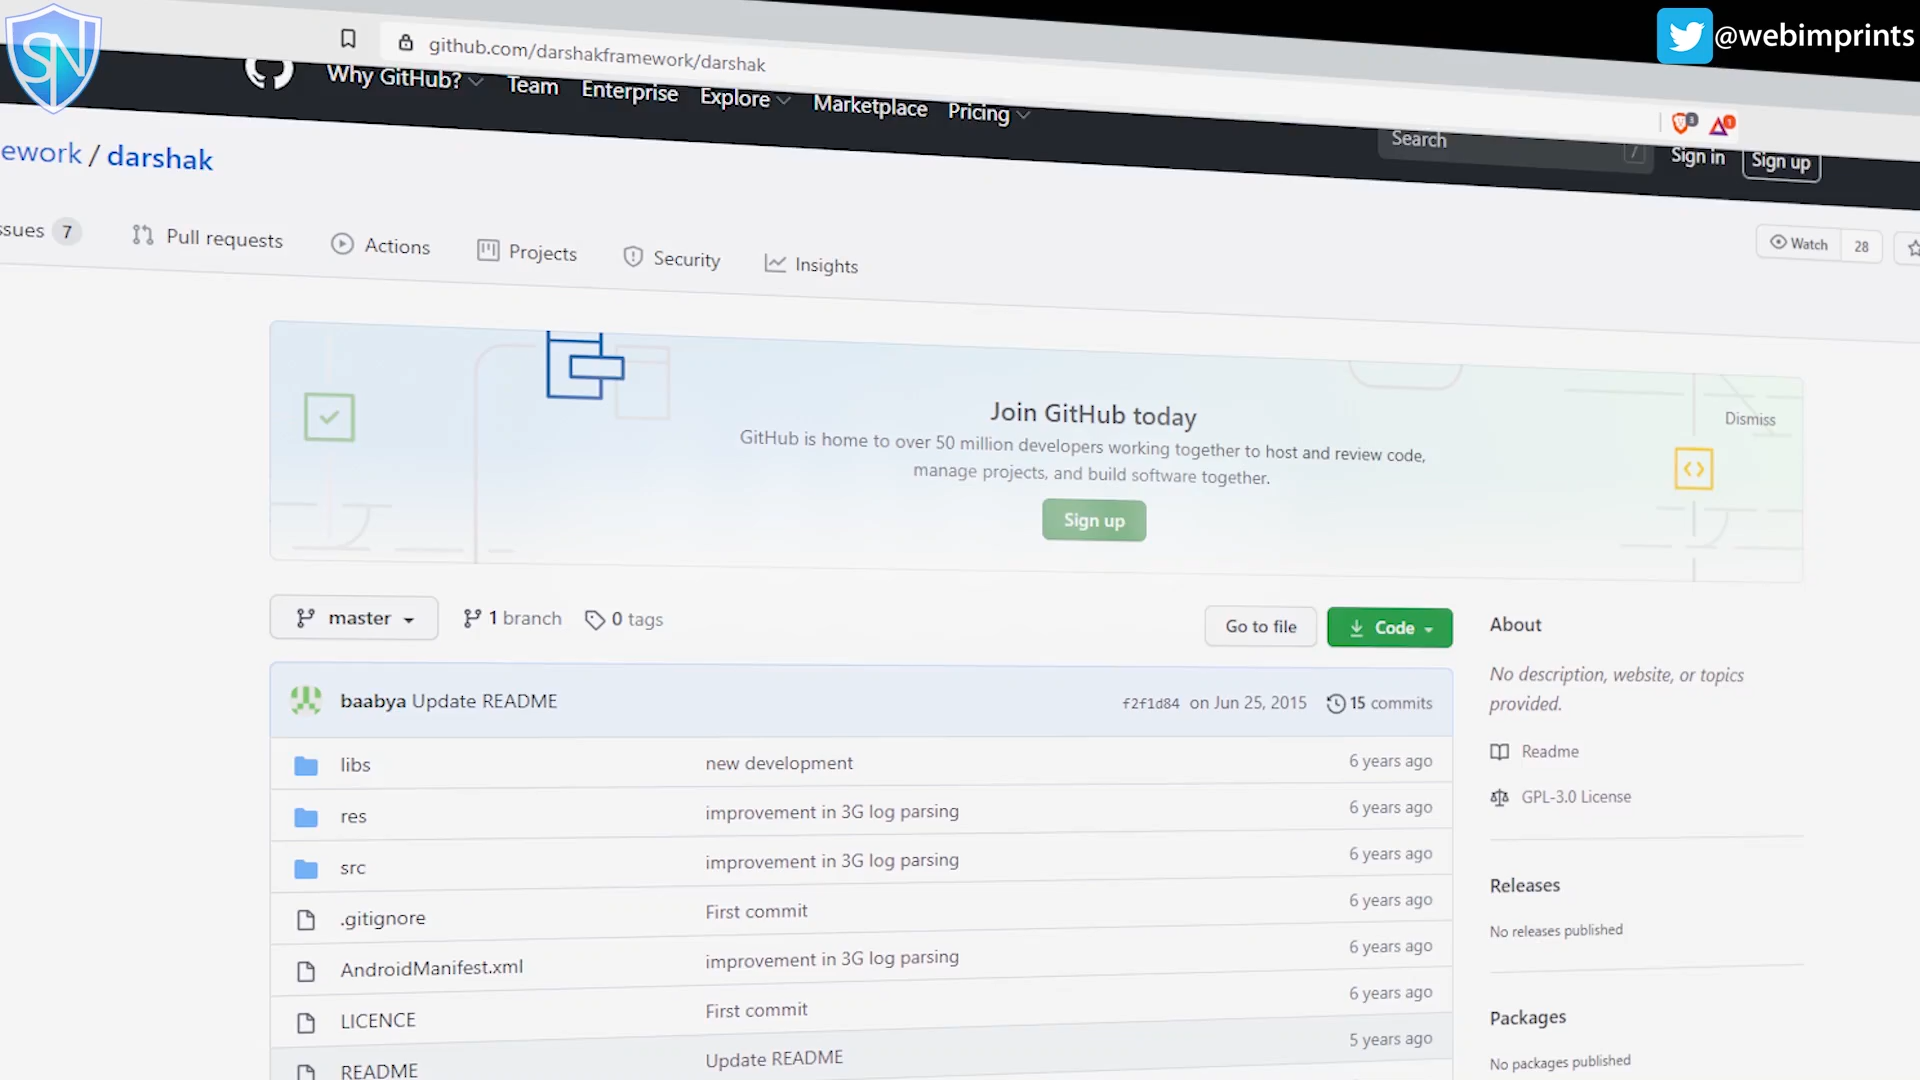 SN
@webimprints
github.com/darshakframework/darshak
Why GitHub? Team Enterprise Explore Marketplace Pricing
Search /
Sign in Sign up
ework / darshak
ssues 7 Pull requests Actions Projects Security Insights
Watch 28
Join GitHub today
GitHub is home to over 50 million developers working together to host and review code,
manage projects, and build software together.
Dismiss
Sign up
master 1 branch 0 tags Go to file Code
baabya Update README f2f1d84 on Jun 25, 2015 15 commits
libs new development 6 years ago
res improvement in 3G log parsing 6 years ago
src improvement in 3G log parsing 6 years ago
.gitignore First commit 6 years ago
AndroidManifest.xml improvement in 3G log parsing 6 years ago
LICENCE First commit 6 years ago
README Update README 5 years ago
About
No description, website, or topics
provided.
Readme
GPL-3.0 License
Releases
No releases published
Packages
No packages published